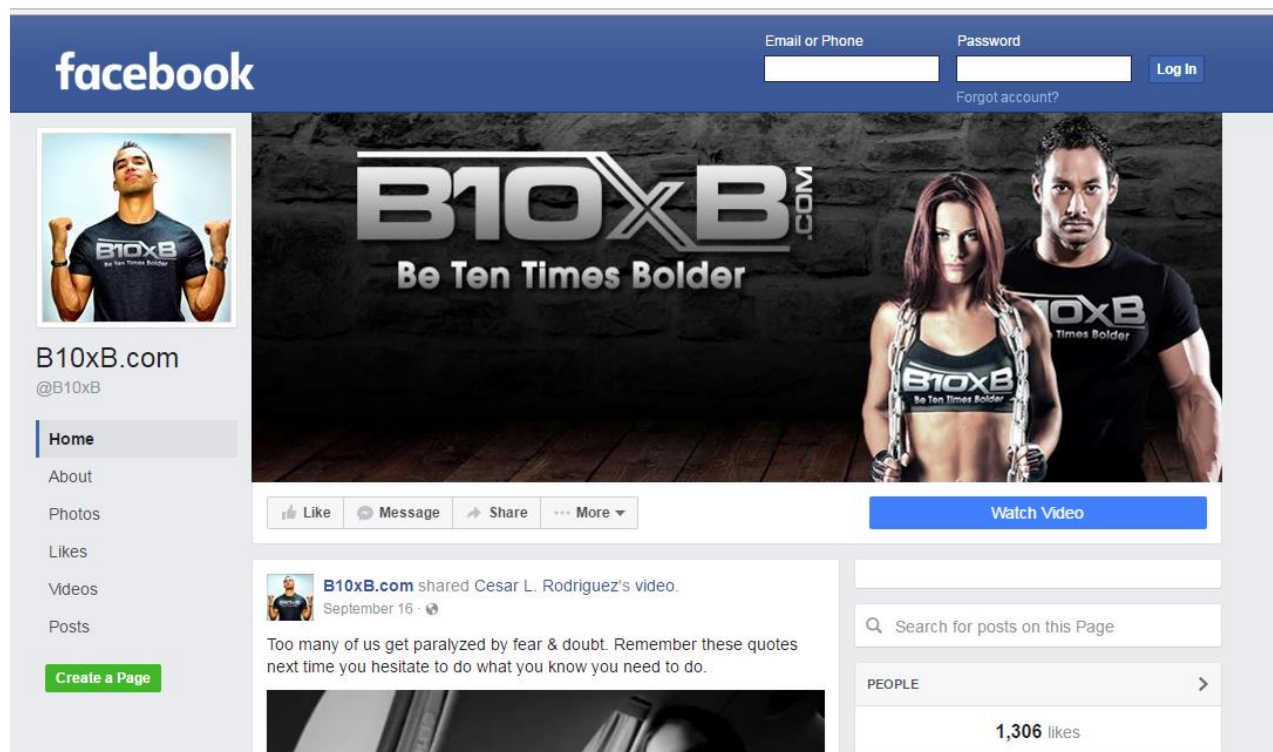 facebook
Email or Phone
Password
Log In
Forgot account?
B10XB
Be Ten Times Bolder
B10xB.com
@B10xB
Home
About
Photos
Likes
Videos
Posts
Create a Page
B10XB.COM
Be Ten Times Bolder
10XB
Times Bolder
B10XB
Be Ten Times Bolder
Like
Message
Share
More
Watch Video
B10xB.com shared Cesar L. Rodriguez's video.
September 16
Too many of us get paralyzed by fear & doubt. Remember these quotes
next time you hesitate to do what you know you need to do.
Search for posts on this Page
PEOPLE
1,306 likes